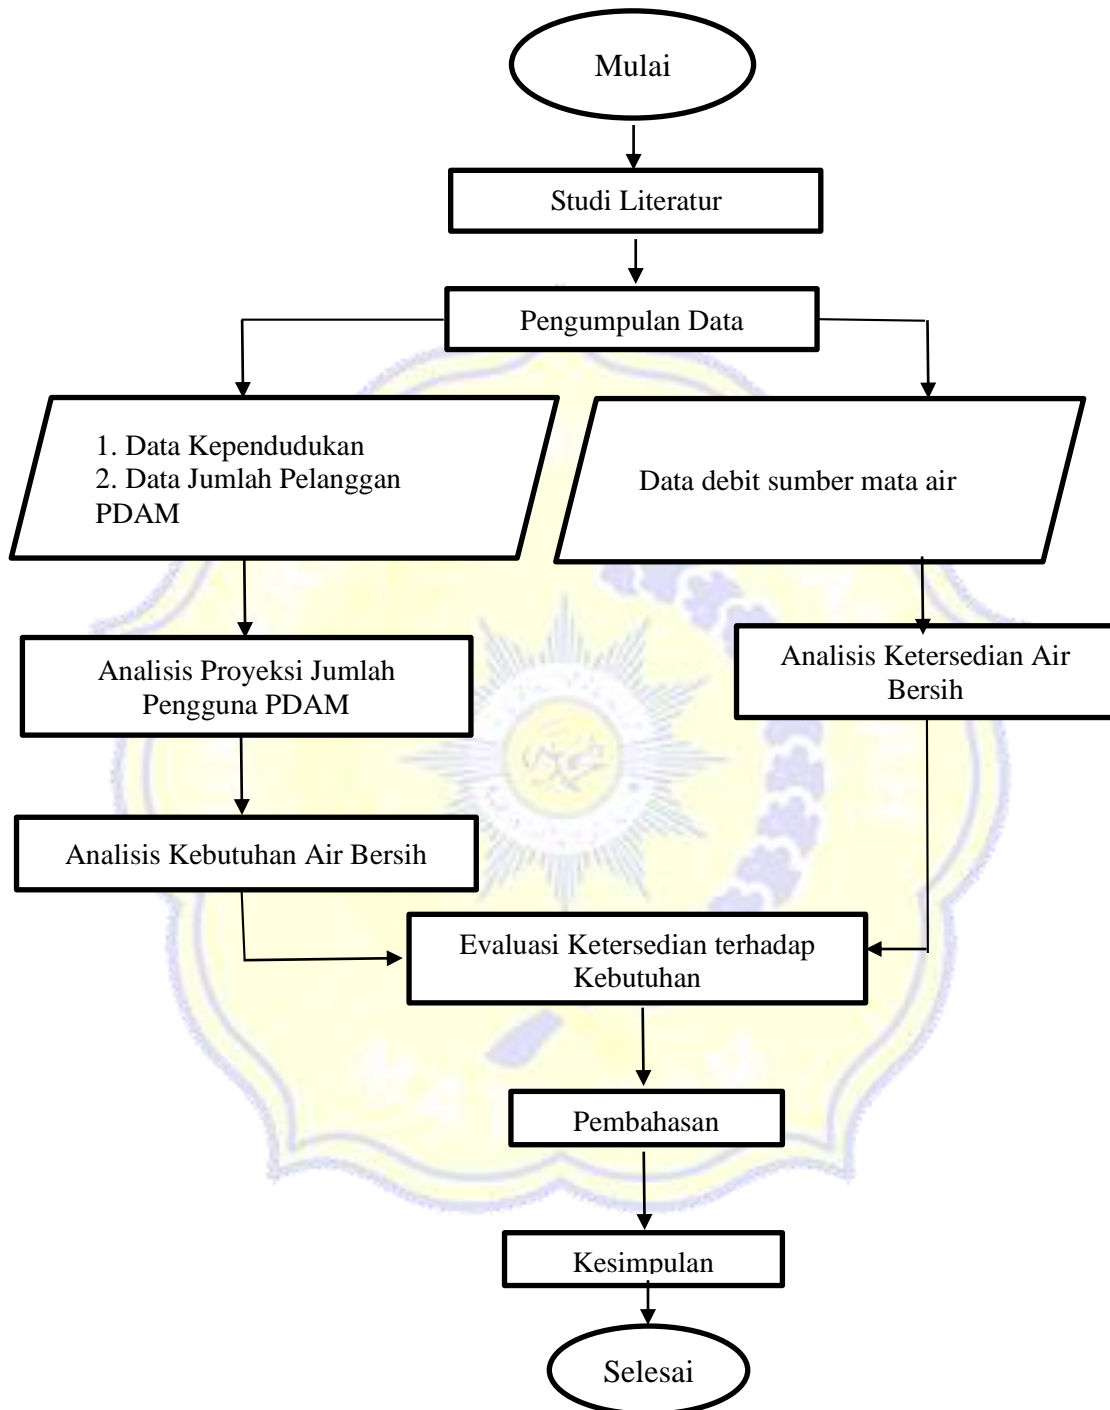 Mulai
Studi Literatur
Pengumpulan Data
1. Data Kependudukan
2. Data Jumlah Pelanggan
PDAM
Data debit sumber mata air
Analisis Proyeksi Jumlah
Pengguna PDAM
Analisis Ketersedian Air
Bersih
Analisis Kebutuhan Air Bersih
Evaluasi Ketersedian terhadap
Kebutuhan
Pembahasan
Kesimpulan
Selesai